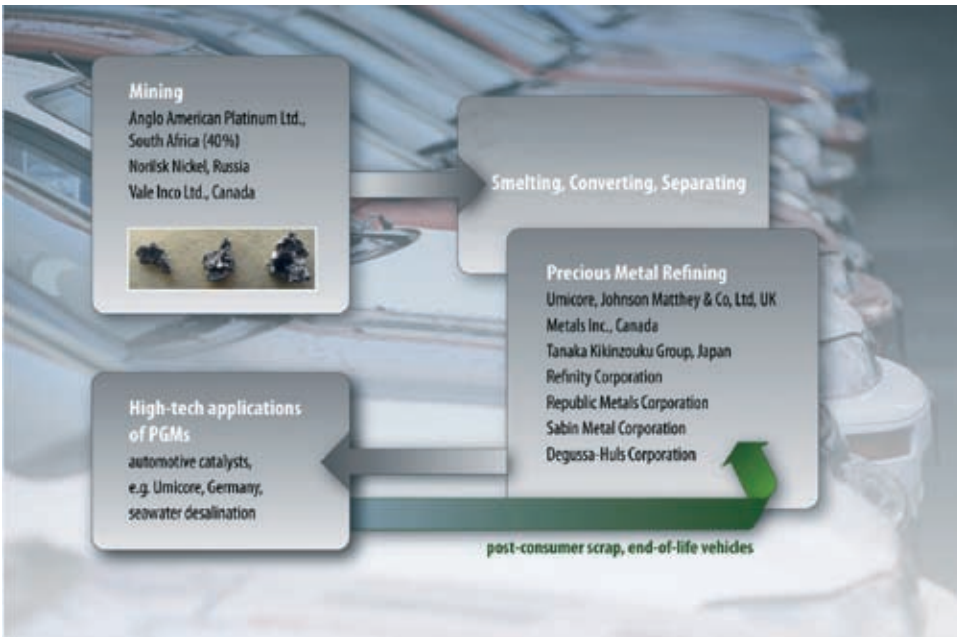 Mining
Anglo American Platinum Ltd.,
South Africa (40%)
Norilsk Nickel, Russia
Vale Inco Ltd., Canada
Smelting, Converting, Separating
Precious Metal Refining
Umicore, Johnson Matthey & Co, Ltd, UK
Metals Inc., Canada
Tanaka Kikinzouku Group, Japan
Refinity Corporation
Republic Metals Corporation
Sabin Metal Corporation
Degussa-Huls Corporation
High-tech applications
of PGMs
automotive catalysts,
e.g. Umicore, Germany,
seawater desalination
post-consumer scrap, end-of-life vehicles